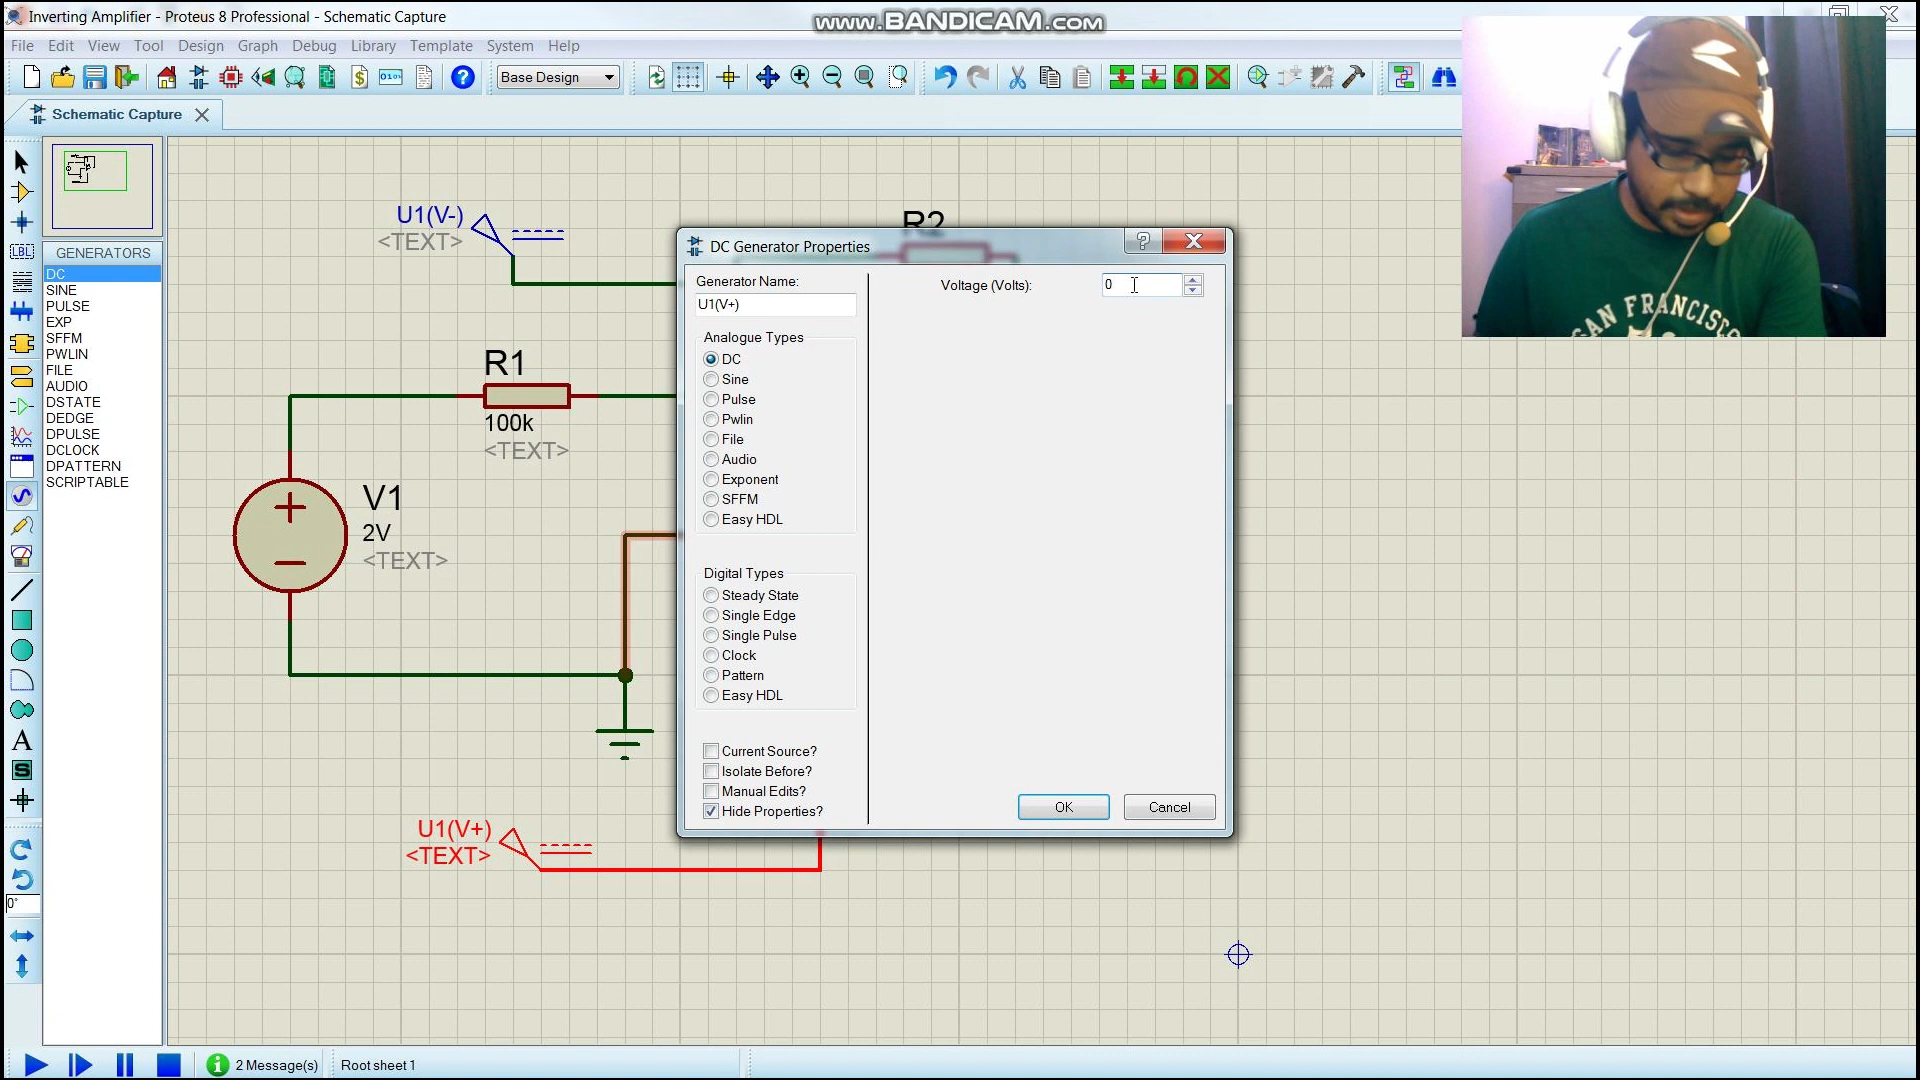 Inverting Amplifier - Proteus 8 Professional - Schematic Capture
www.BANDICAM.com
File Edit View Tool Design Graph Debug Library Template System Help
Base Design
Schematic Capture
LBL
GENERATORS
DC
SINE
PULSE
EXP
SFFM
PWLIN
FILE
AUDIO
DSTATE
DEDGE
DPULSE
DCLOCK
DPATTERN
SCRIPTABLE
A
S
0°
U1(V-)
<TEXT>
R2
R1
100k
<TEXT>
V1
2V
<TEXT>
U1(V+)
<TEXT>
DC Generator Properties
Generator Name:
U1(V+)
Analogue Types
DC
Sine
Pulse
Pwlin
File
Audio
Exponent
SFFM
Easy HDL
Digital Types
Steady State
Single Edge
Single Pulse
Clock
Pattern
Easy HDL
Current Source?
Isolate Before?
Manual Edits?
Hide Properties?
Voltage (Volts):
0
OK Cancel
SAN FRANCISCO
2 Message(s)
Root sheet 1